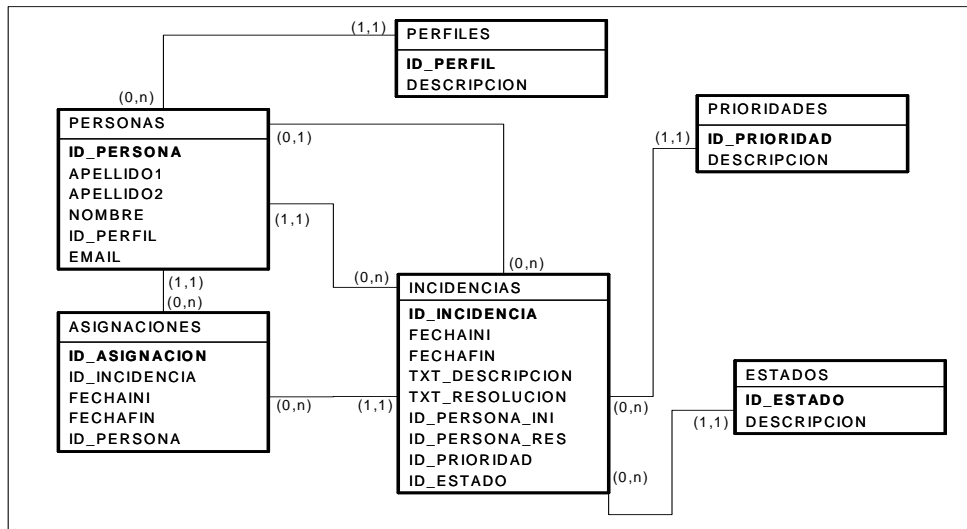 (1,1)
PERFILES
ID_PERFIL
DESCRIPCION
(0,n)
PERSONAS
ID_PERSONA
APELLIDO1
APELLIDO2
NOMBRE
ID_PERFIL
EMAIL
(0,1)
(1,1)
(1,1)
PRIORIDADES
ID_PRIORIDAD
DESCRIPCION
(1,1)
(0,n)
(0,n)
(0,n)
ASIGNACIONES
ID_ASIGNACION
ID_INCIDENCIA
FECHAINI
FECHAFIN
ID_PERSONA
(0,n)
(1,1)
INCIDENCIAS
ID_INCIDENCIA
FECHAINI
FECHAFIN
TXT_DESCRIPCION
TXT_RESOLUCION
ID_PERSONA_INI
ID_PERSONA_RES
ID_PRIORIDAD
ID_ESTADO
(0,n)
(0,n)
(1,1)
ESTADOS
ID_ESTADO
DESCRIPCION